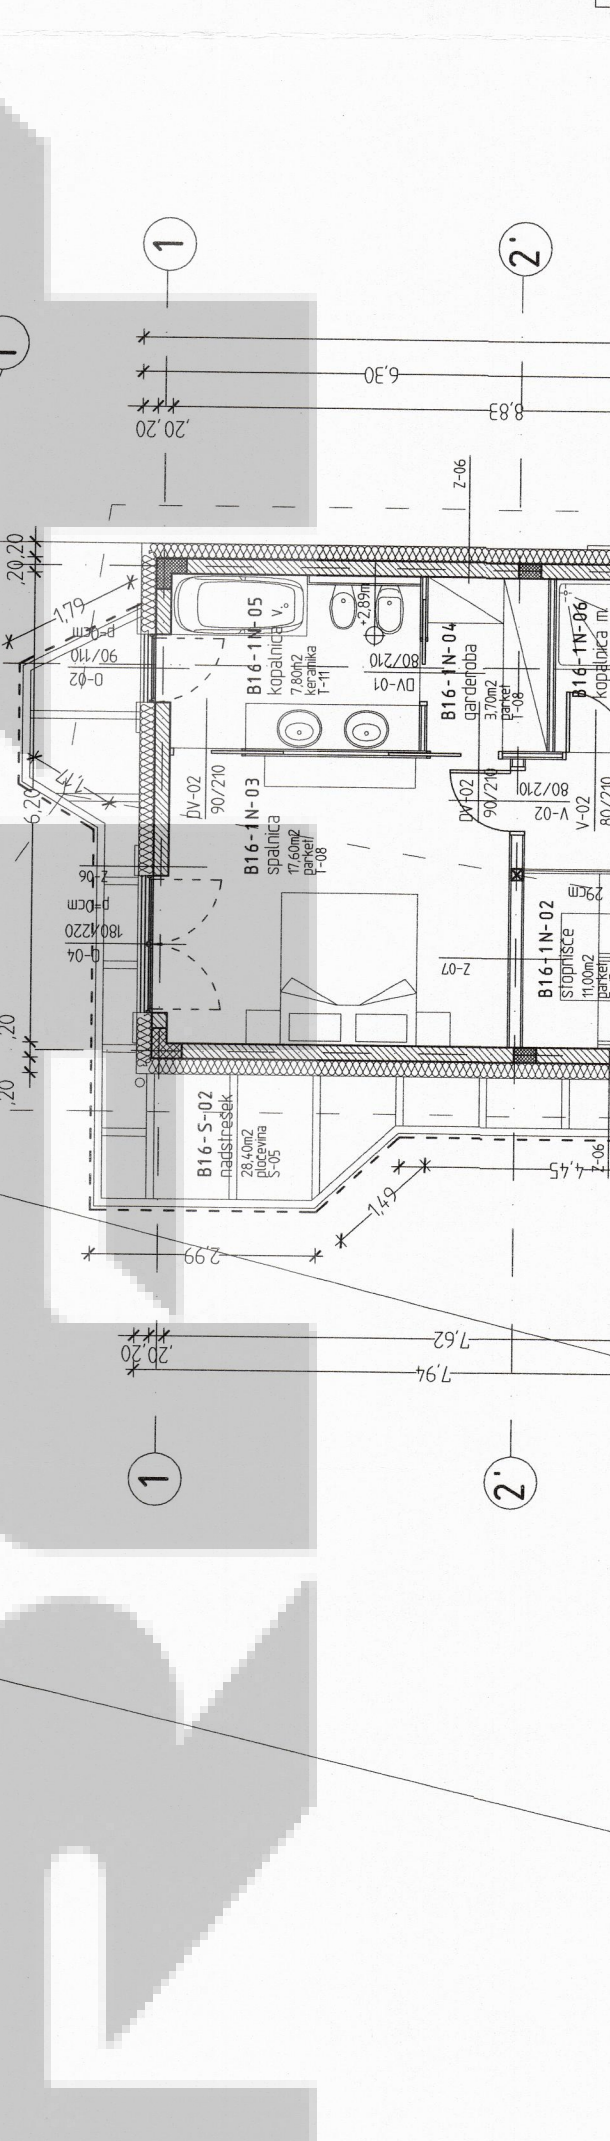 1
2'
1
6,30
8,83
,20,20
Z-06
,20,20
1,79
p=0cm
90/110
O-02
B16-1N-05
kopalnica v.
7,80m2
keramika
T-11
+2,89m
80/210
DV-01
B16-1N-04
garderoba
3,70m2
parket
T-08
B16-1N-06
kopalnica m.
6,20
DV-02
90/210
B16-1N-03
spalnica
17,60m2
parket
T-08
DV-02
90/210
80/210
V-02
V-02
80/210
Z-06
p=0cm
180/220
O-04
29cm
B16-1N-02
stopnišče
11,00m2
parket
Z-07
,20
,20
B16-S-02
nadstrešek
28,40m2
pločevina
S-05
Z-06
4,45
1,49
2,99
7,62
,20,20
7,94
1
2'